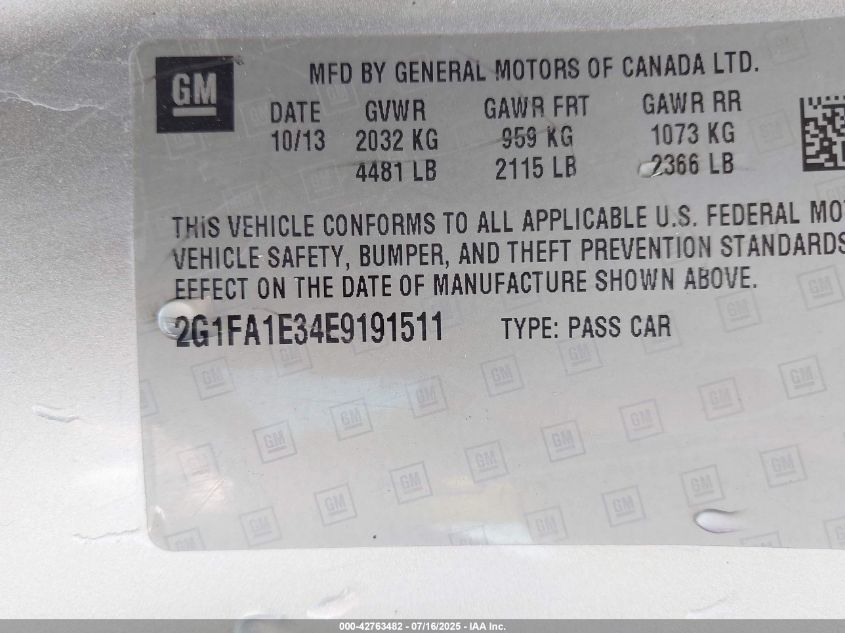 GM
MFD BY GENERAL MOTORS OF CANADA LTD.
DATE GVWR GAWR FRT GAWR RR
10/13 2032 KG 959 KG 1073 KG
4481 LB 2115 LB 2366 LB
THIS VEHICLE CONFORMS TO ALL APPLICABLE U.S. FEDERAL MO
VEHICLE SAFETY, BUMPER, AND THEFT PREVENTION STANDARDS
EFFECT ON THE DATE OF MANUFACTURE SHOWN ABOVE.
2G1FA1E34E9191511 TYPE: PASS CAR
000-42763482 - 07/16/2025 - IAA Inc.